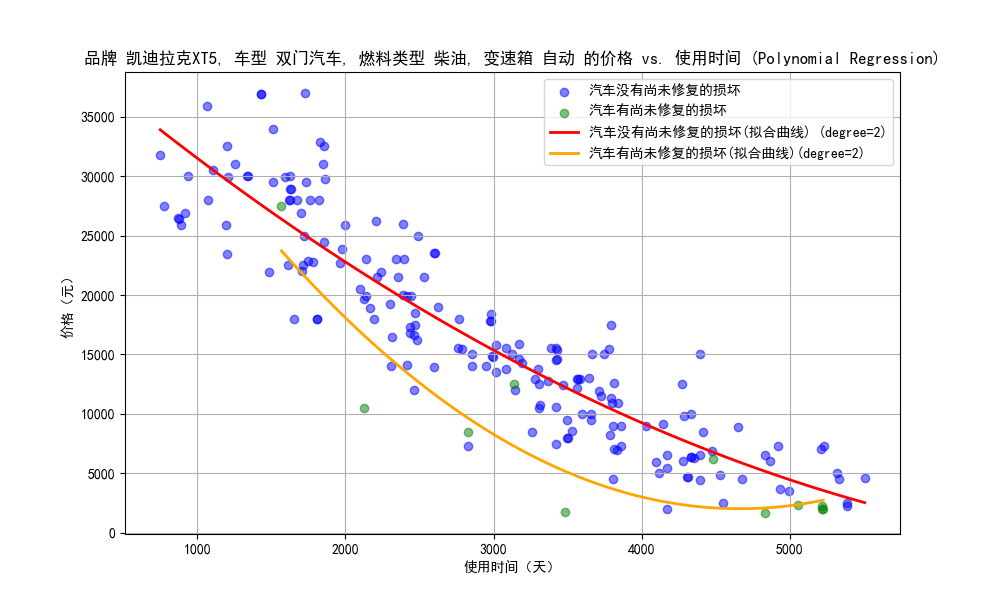 品牌 凯迪拉克XT5, 车型 双门汽车, 燃料类型 柴油, 变速箱 自动 的价格 vs. 使用时间 (Polynomial Regression)
汽车没有尚未修复的损坏
汽车有尚未修复的损坏
汽车没有尚未修复的损坏(拟合曲线) (degree=2)
汽车有尚未修复的损坏(拟合曲线)(degree=2)
价格（元）
35000
30000
25000
20000
15000
10000
5000
0
1000 2000 3000 4000 5000
使用时间（天）